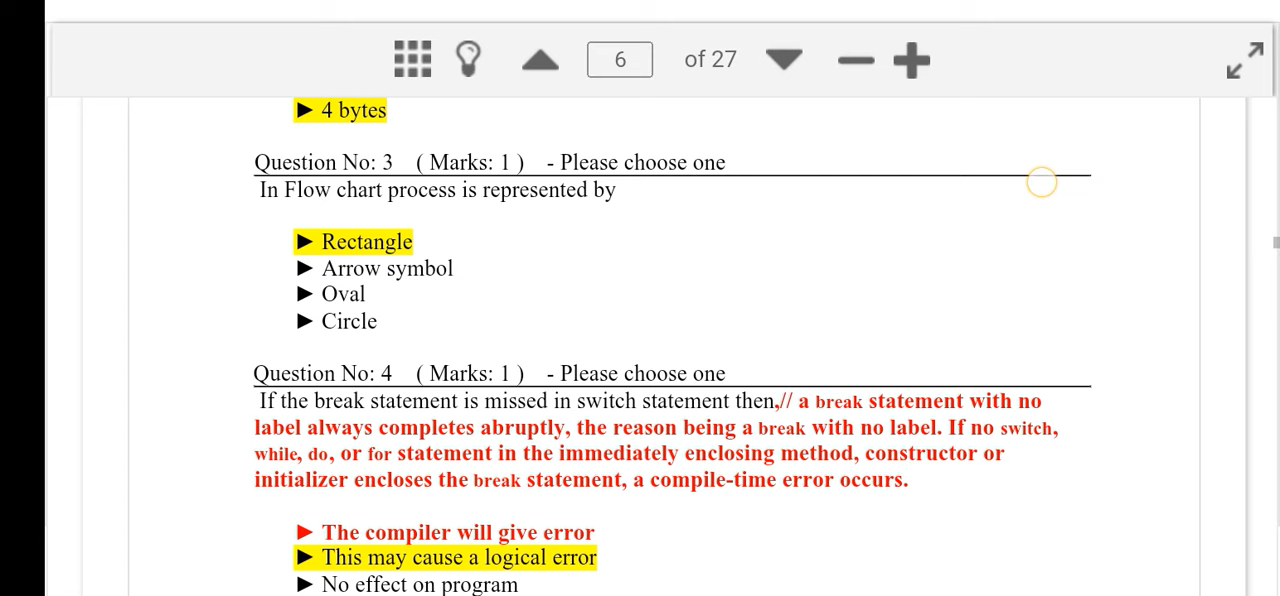 6 of 27
► 4 bytes
Question No: 3 ( Marks: 1 ) - Please choose one
In Flow chart process is represented by
► Rectangle
► Arrow symbol
► Oval
► Circle
Question No: 4 ( Marks: 1 ) - Please choose one
If the break statement is missed in switch statement then,// a break statement with no
label always completes abruptly, the reason being a break with no label. If no switch,
while, do, or for statement in the immediately enclosing method, constructor or
initializer encloses the break statement, a compile-time error occurs.
► The compiler will give error
► This may cause a logical error
► No effect on program